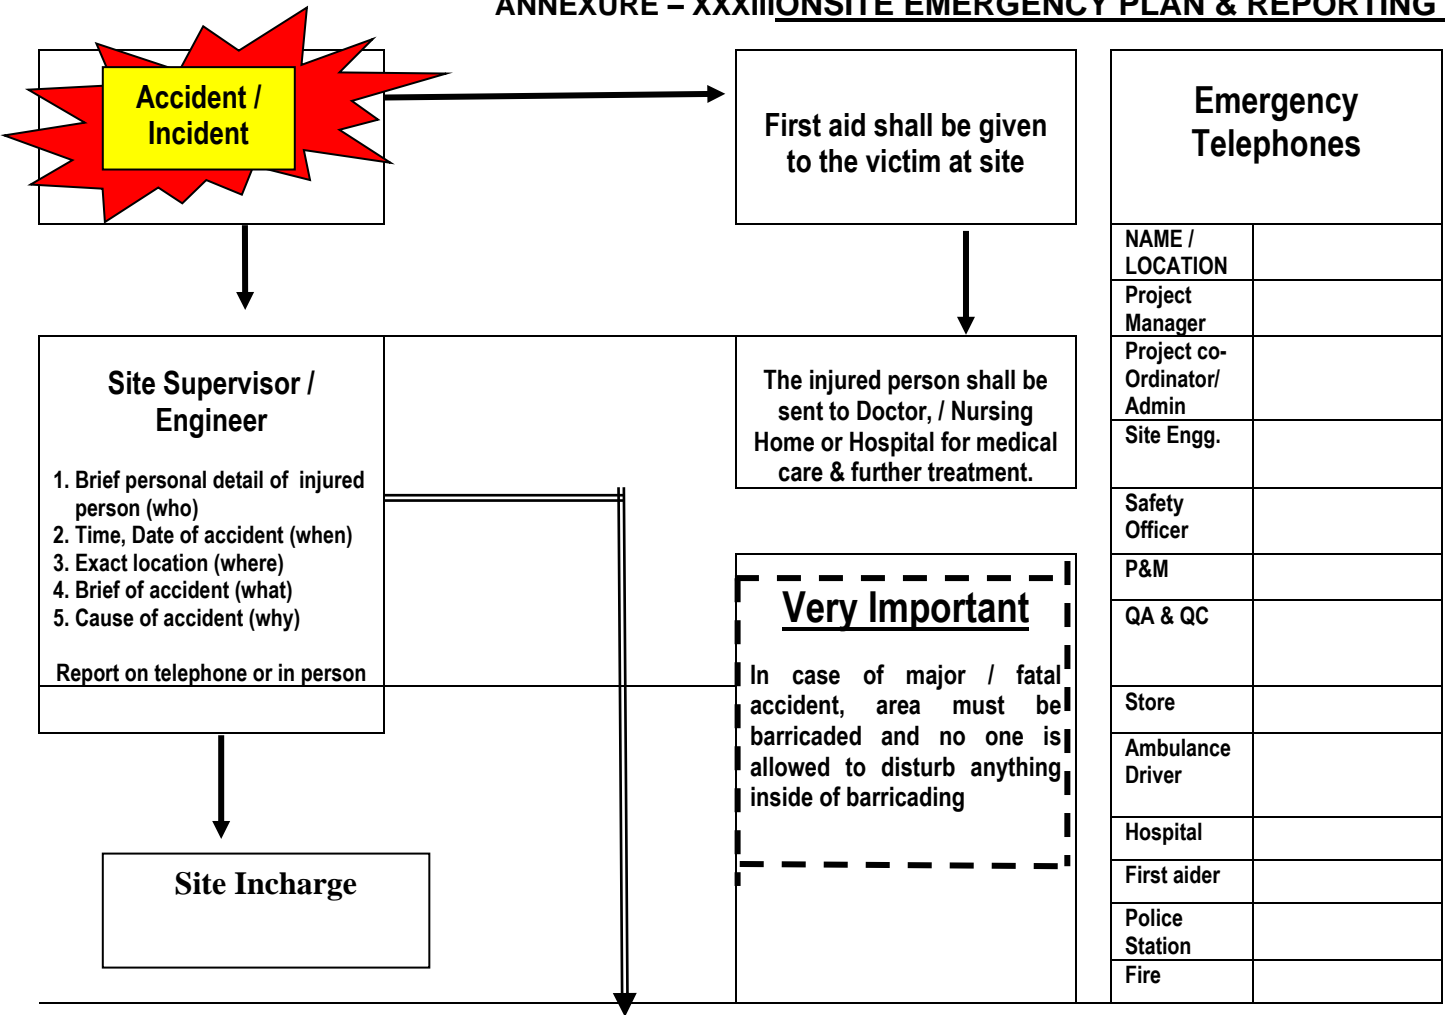 ANNEXURE – XXXIIIONSITE EMERGENCY PLAN & REPORTING
Accident /
Incident
First aid shall be given
to the victim at site
Emergency
Telephones
Site Supervisor /
Engineer
1. Brief personal detail of injured
person (who)
2. Time, Date of accident (when)
3. Exact location (where)
4. Brief of accident (what)
5. Cause of accident (why)
Report on telephone or in person
The injured person shall be
sent to Doctor, / Nursing
Home or Hospital for medical
care & further treatment.
Very Important
In case of major / fatal
accident, area must be
barricaded and no one is
allowed to disturb anything
inside of barricading
Site Incharge
NAME /
LOCATION
Project
Manager
Project co-
Ordinator/
Admin
Site Engg.
Safety
Officer
P&M
QA & QC
Store
Ambulance
Driver
Hospital
First aider
Police
Station
Fire